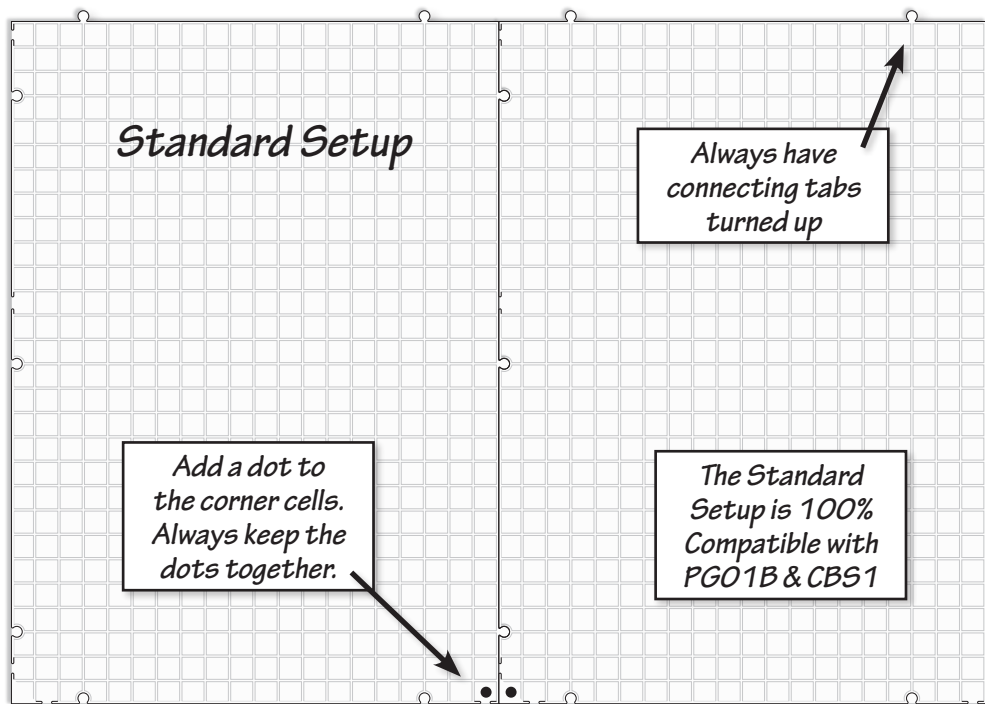 Standard Setup
Always have
connecting tabs
turned up
Add a dot to
the corner cells.
Always keep the
dots together.
The Standard
Setup is 100%
Compatible with
PG01B & CBS1